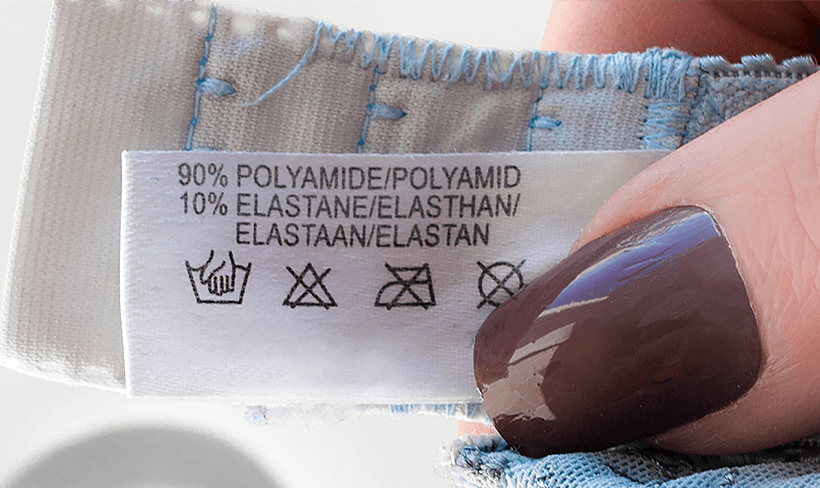 90% POLYAMIDE/POLYAMID
10% ELASTANE/ELASTHAN/
ELASTAAN/ELASTAN